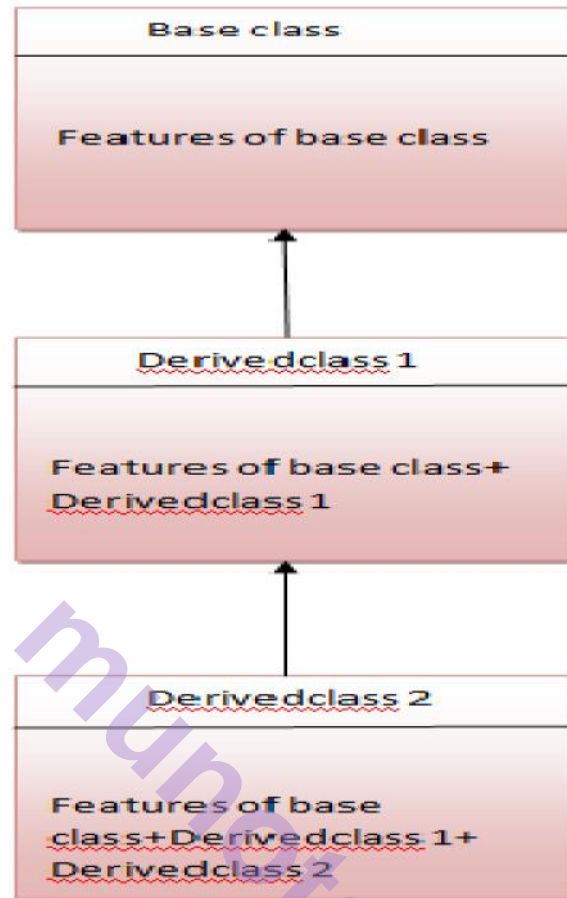 Base class
Features of base class
Derivedclass 1
Features of base class+
Derivedclass 1
Derivedclass 2
Features of base
class+Derivedclass 1+
Derivedclass 2